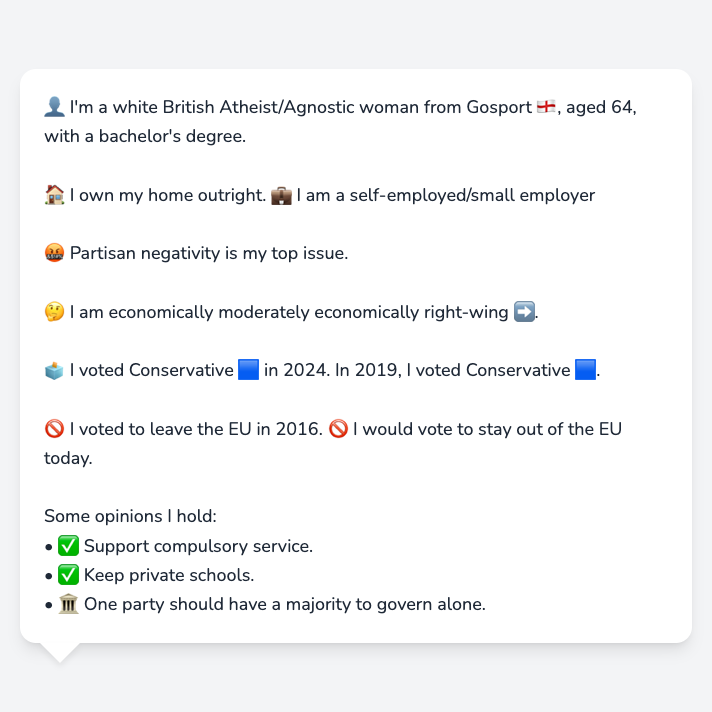 👤 I'm a white British Atheist/Agnostic woman from Gosport 🏴󠁧󠁢󠁥󠁮󠁧󠁿, aged 64,
with a bachelor's degree.
🏠 I own my home outright. 💼 I am a self-employed/small employer
🤬 Partisan negativity is my top issue.
🤔 I am economically moderately economically right-wing ➡️.
🗳️ I voted Conservative 🟦 in 2024. In 2019, I voted Conservative 🟦.
🚫 I voted to leave the EU in 2016. 🚫 I would vote to stay out of the EU
today.
Some opinions I hold:
• ✅ Support compulsory service.
• ✅ Keep private schools.
• 🏛️ One party should have a majority to govern alone.